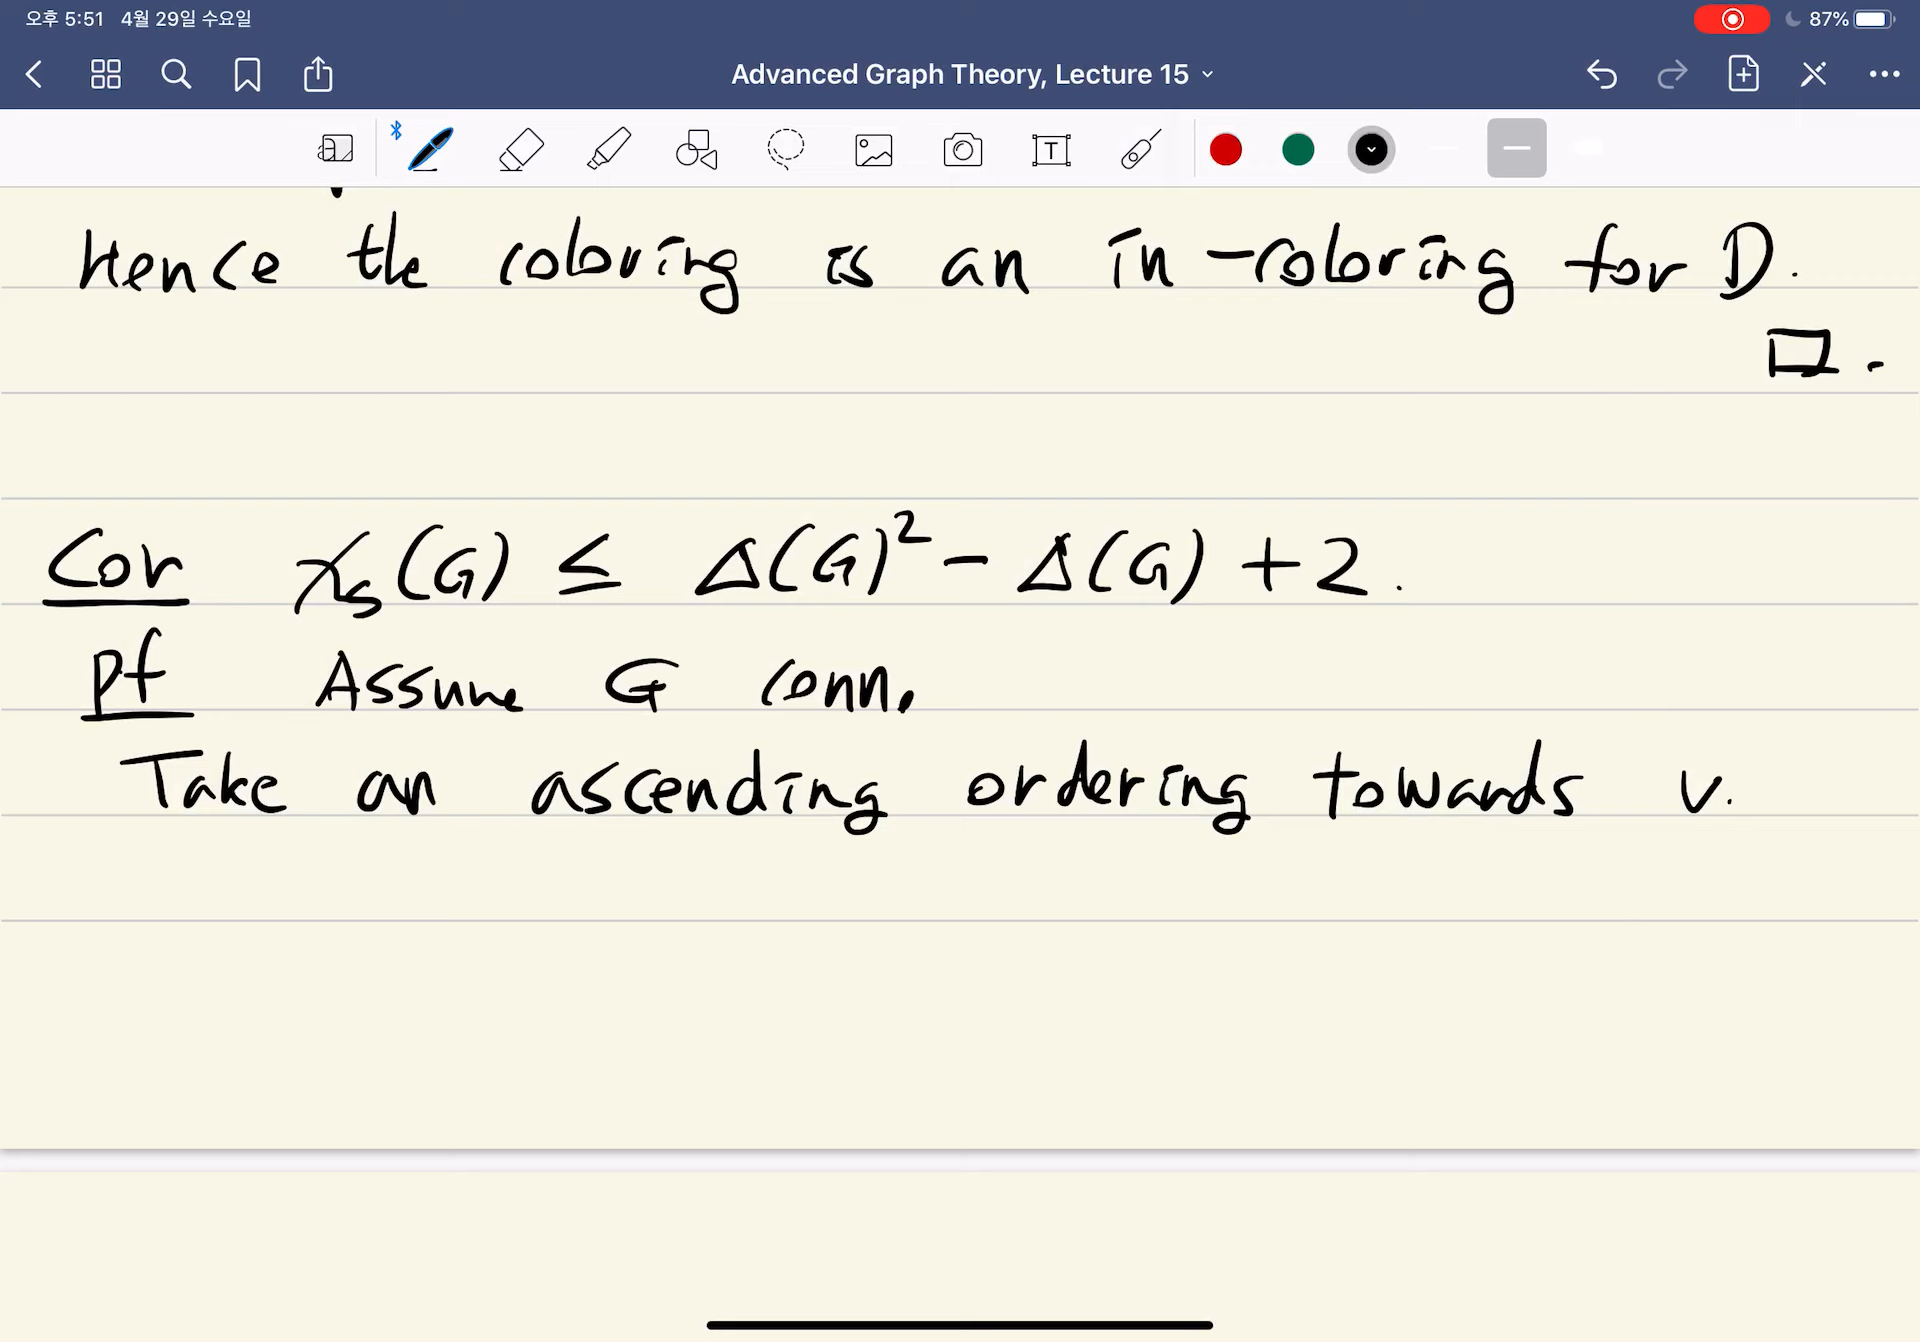 오후 5:51 4월 29일 수요일
87%
Advanced Graph Theory, Lecture 15
a
T
Hence the coloring is an in-coloring for D.
□.
Cor χs(G) ≤ Δ(G)² - Δ(G) + 2.
pf Assume G conn.
Take an ascending ordering towards v.